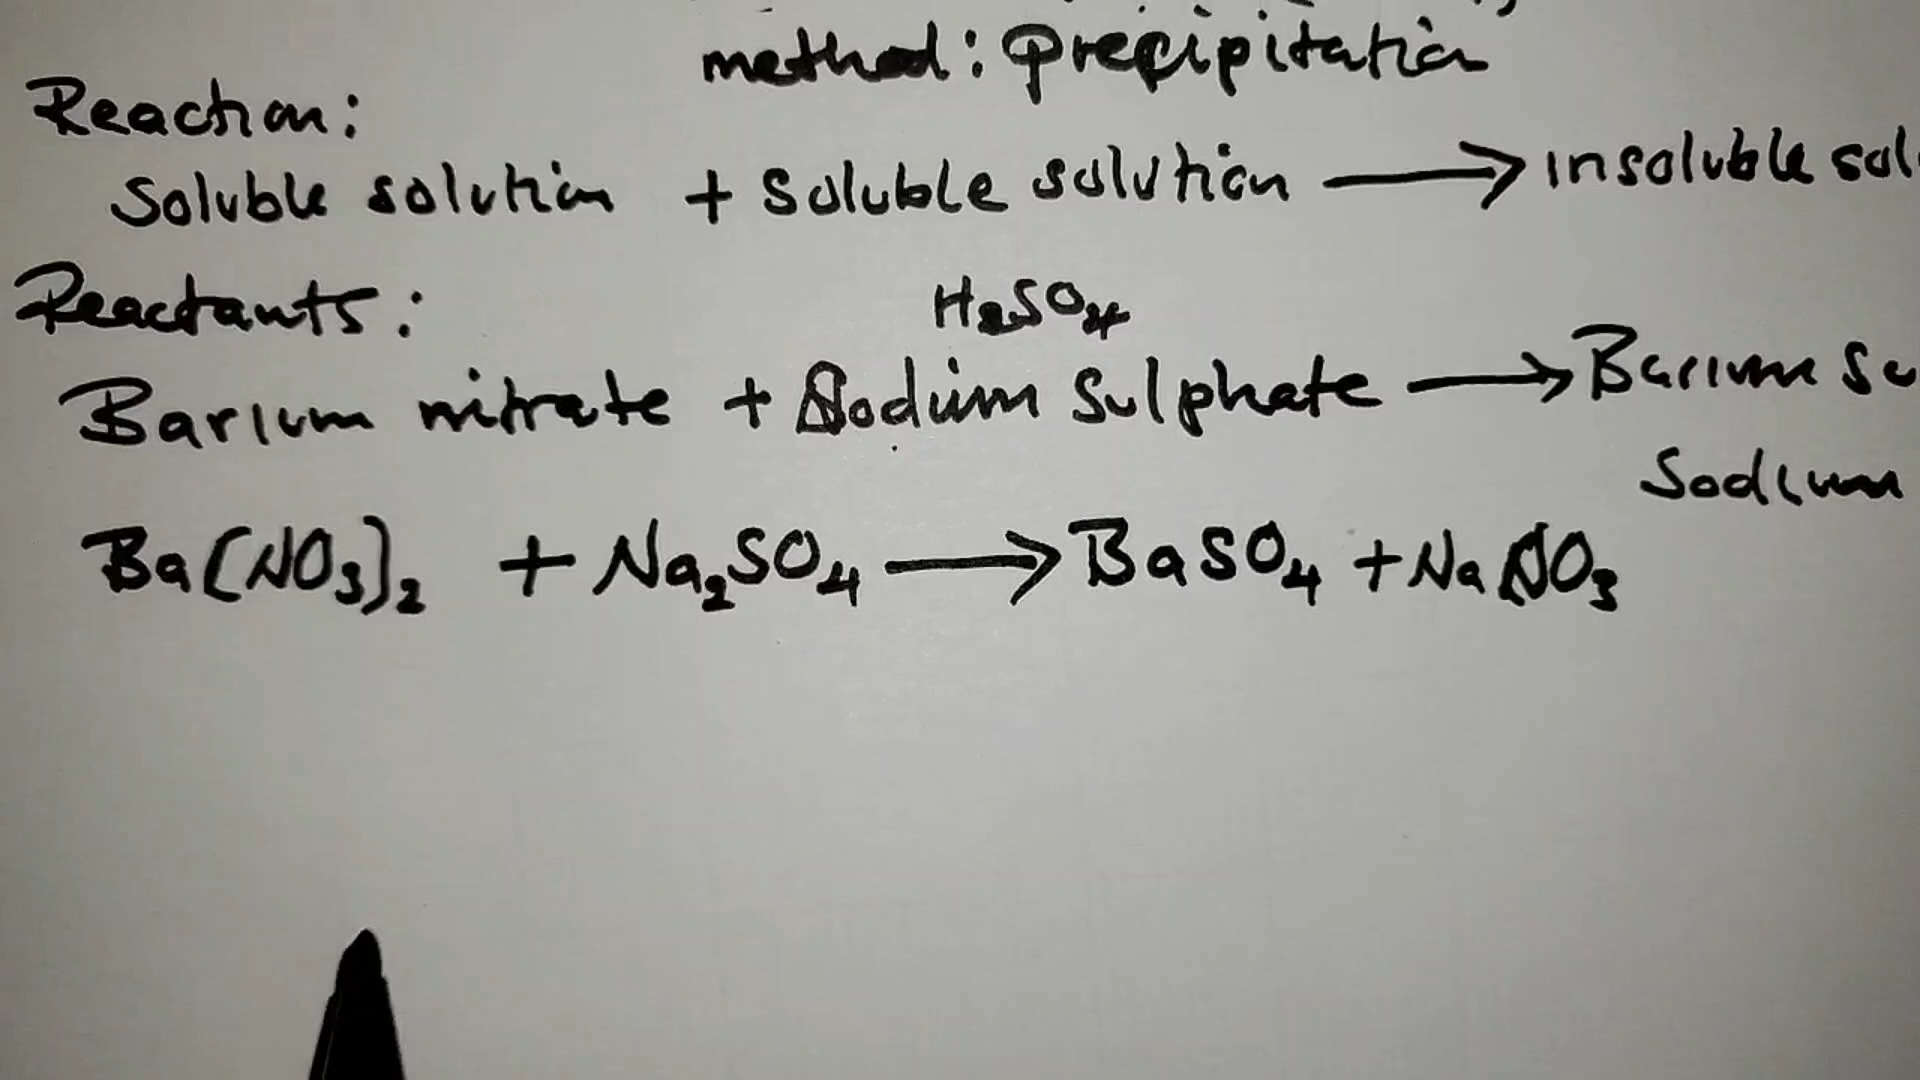 method: Precipitation
Reaction:
Soluble solution + Soluble solution ⟶ insoluble
Reactants:
H₂SO₄
Barium nitrate + Sodium Sulphate ⟶ Barium
Sodium
Ba(NO₃)₂ + Na₂SO₄ ⟶ BaSO₄ + NaNO₃